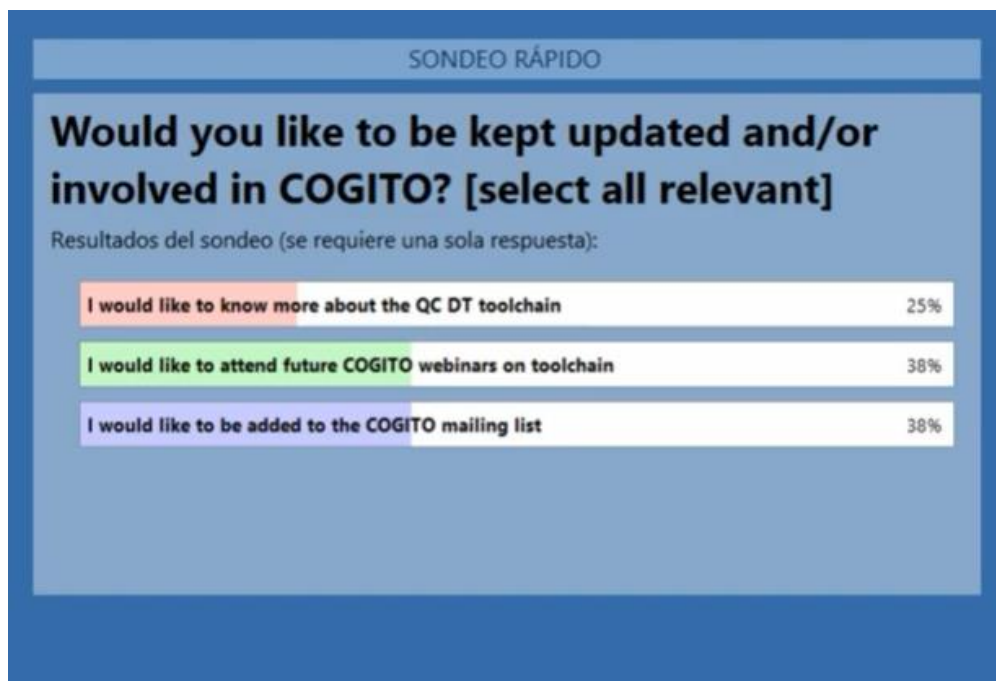 SONDEO RÁPIDO
Would you like to be kept updated and/or
involved in COGITO? [select all relevant]
Resultados del sondeo (se requiere una sola respuesta):
I would like to know more about the QC DT toolchain 25%
I would like to attend future COGITO webinars on toolchain 38%
I would like to be added to the COGITO mailing list 38%